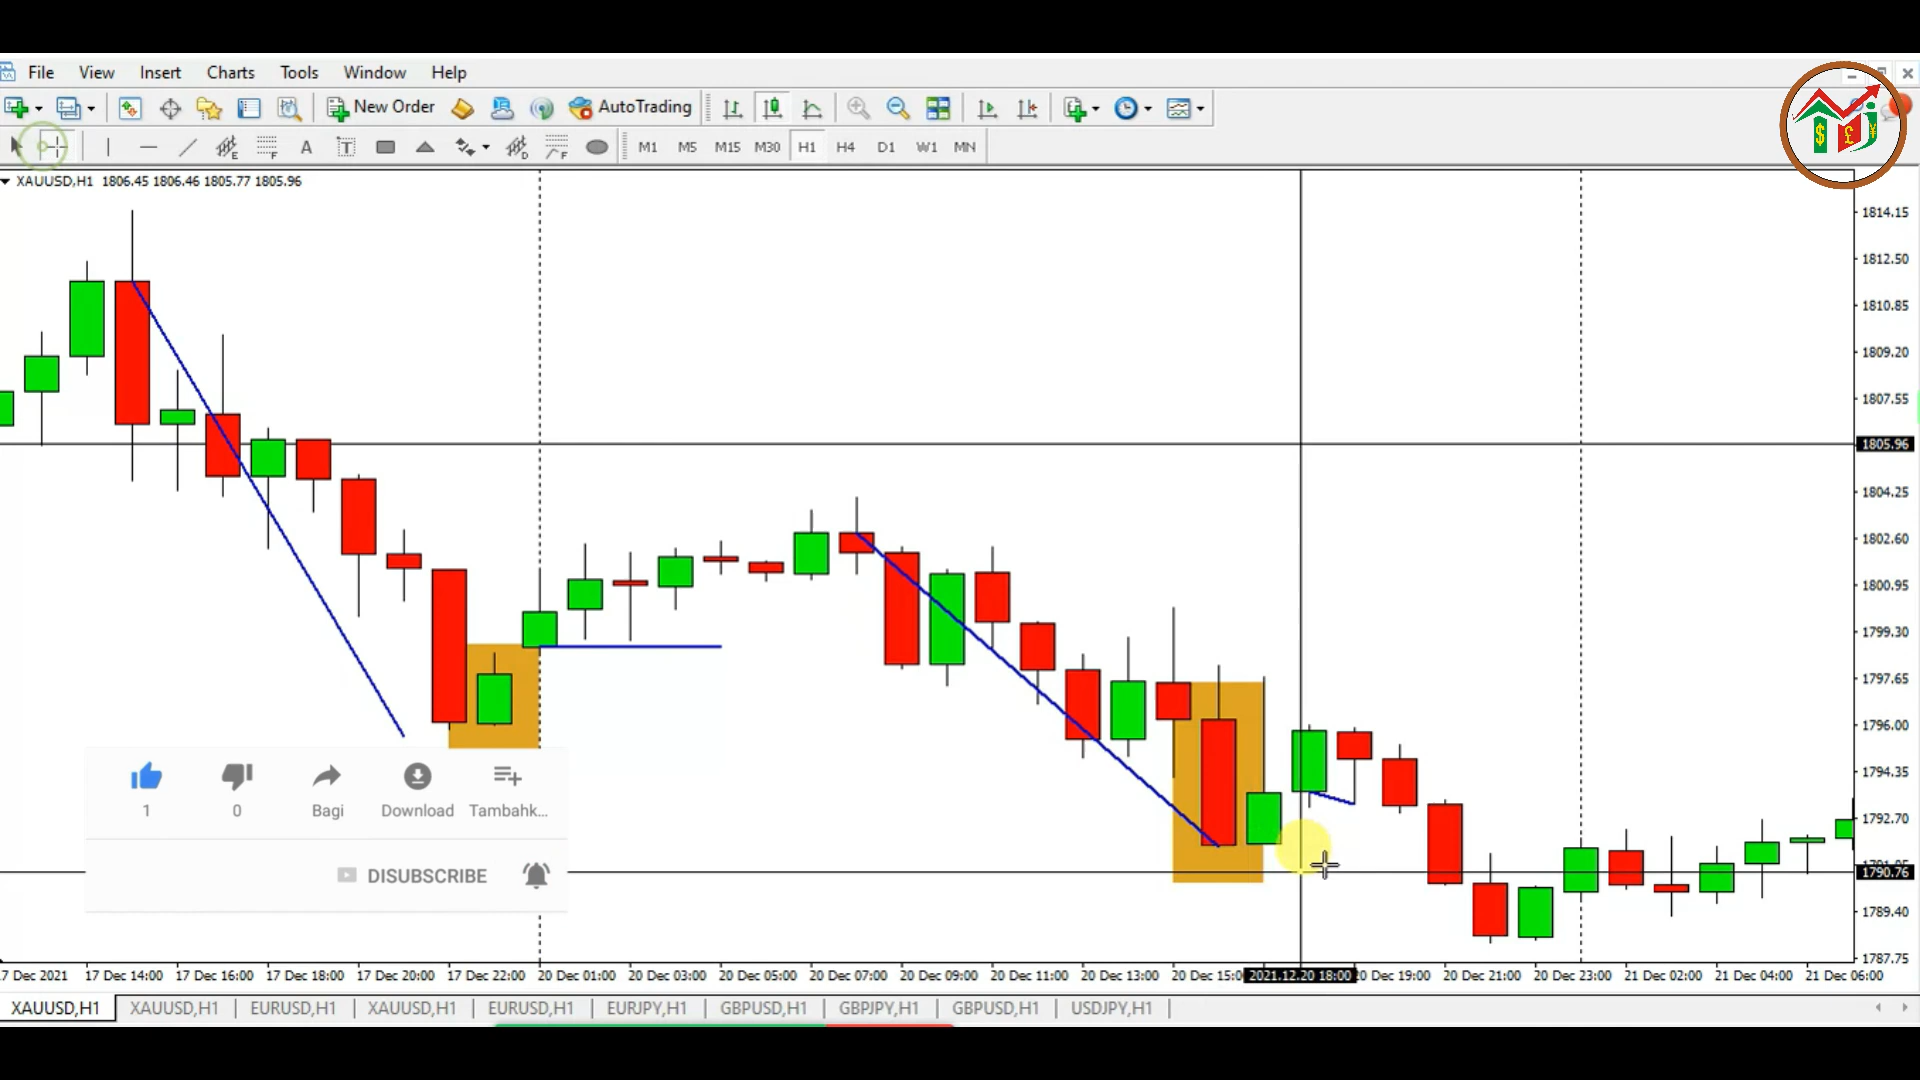 File View Insert Charts Tools Window Help
New Order AutoTrading
A T M1 M5 M15 M30 H1 H4 D1 W1 MN
XAUUSD,H1 1806.45 1806.46 1805.77 1805.96
1814.15
1812.50
1810.85
1809.20
1807.55
1805.96
1804.25
1802.60
1800.95
1799.30
1797.65
1796.00
1794.35
1792.70
1790.76
1789.40
1787.75
1 0 Bagi Download Tambahk...
DISUBSCRIBE
7 Dec 2021 17 Dec 14:00 17 Dec 16:00 17 Dec 18:00 17 Dec 20:00 17 Dec 22:00 20 Dec 01:00 20 Dec 03:00 20 Dec 05:00 20 Dec 07:00 20 Dec 09:00 20 Dec 11:00 20 Dec 13:00 20 Dec 15:0 2021.12.20 18:00 20 Dec 19:00 20 Dec 21:00 20 Dec 23:00 21 Dec 02:00 21 Dec 04:00 21 Dec 06:00
XAUUSD,H1 XAUUSD,H1 EURUSD,H1 XAUUSD,H1 EURUSD,H1 EURJPY,H1 GBPUSD,H1 GBPJPY,H1 GBPUSD,H1 USDJPY,H1